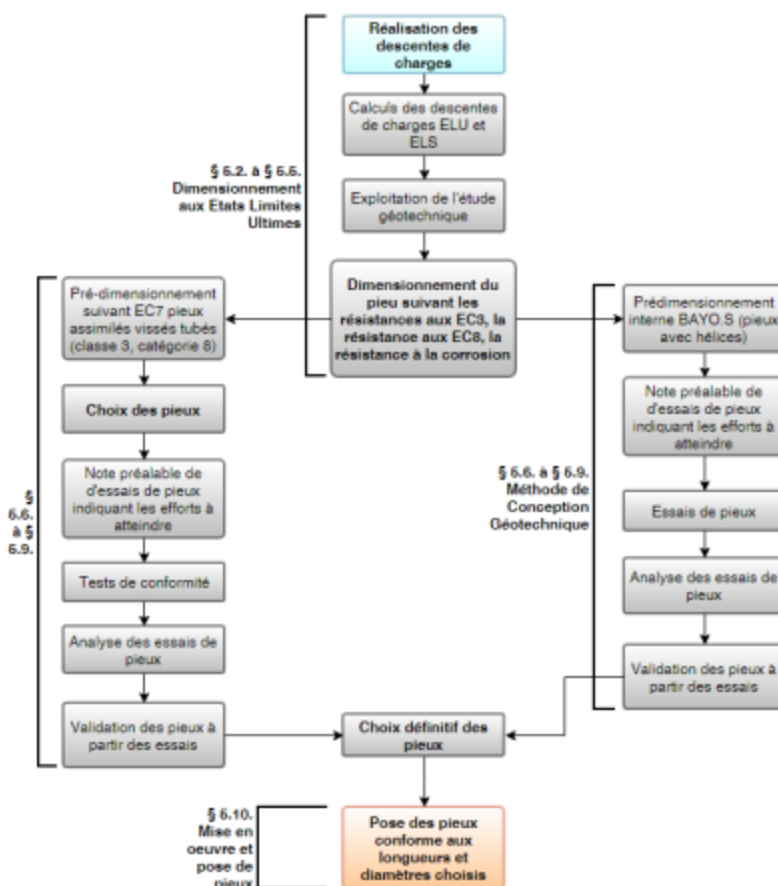 Réalisation des
descentes de
charges
Calculs des descentes
de charges ELU et
ELS
§ 6.2. à § 6.6.
Dimensionnement
aux Etats Limites
Ultimes
Exploitation de l'étude
géotechnique
Dimensionnement du
pieu suivant les
résistances aux EC3, la
résistance aux EC8, la
résistance à la corrosion
Pré-dimensionnement
suivant EC7 pieux
assimilés vissés tubés
(classe 3, catégorie 8)
Choix des pieux
Note préalable de
d'essais de pieux
indiquant les efforts à
atteindre
§
6.6.
à §
6.9.
Tests de conformité
Analyse des essais de
pieux
Validation des pieux à
partir des essais
Prédimensionnement
interne BAYO.S (pieux
avec hélices)
Note préalable de
d'essais de pieux
indiquant les efforts à
atteindre
§ 6.6. à § 6.9.
Méthode de
Conception
Géotechnique
Essais de pieux
Analyse des essais de
pieux
Validation des pieux à
partir des essais
Choix définitif des
pieux
§ 6.10.
Mise en
oeuvre et
pose de
pieux
Pose des pieux
conforme aux
longueurs et
diamètres choisis